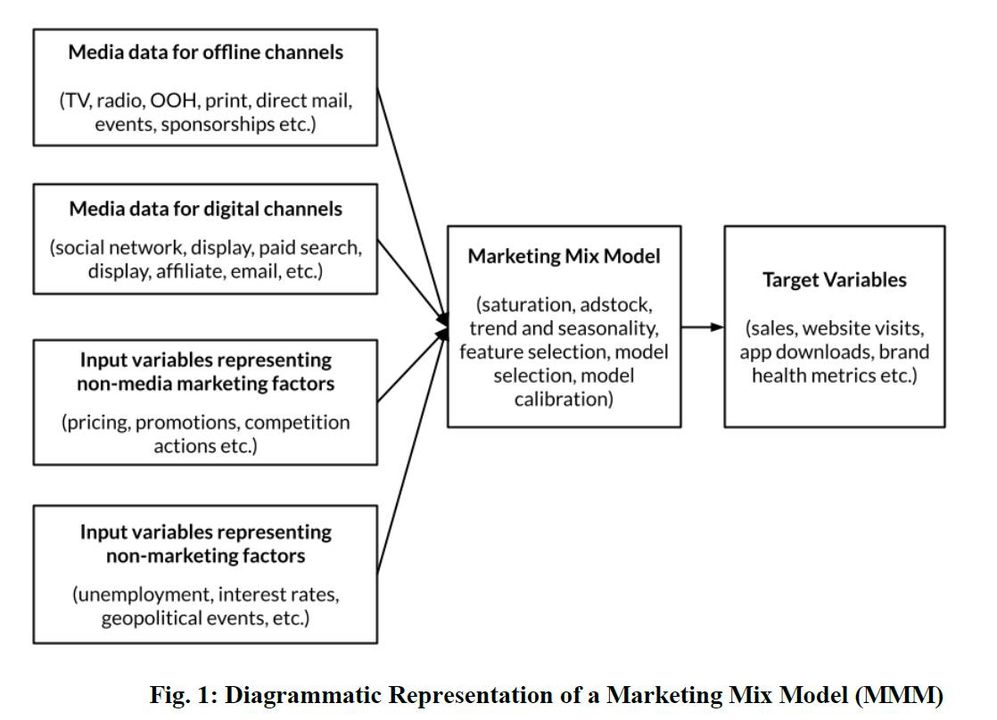 Media data for offline channels
(TV, radio, OOH, print, direct mail,
events, sponsorships etc.)
Media data for digital channels
(social network, display, paid search,
display, affiliate, email, etc.)
Input variables representing
non-media marketing factors
(pricing, promotions, competition
actions etc.)
Input variables representing
non-marketing factors
(unemployment, interest rates,
geopolitical events, etc.)
Marketing Mix Model
(saturation, adstock,
trend and seasonality,
feature selection, model
selection, model
calibration)
Target Variables
(sales, website visits,
app downloads, brand
health metrics etc.)
Fig. 1: Diagrammatic Representation of a Marketing Mix Model (MMM)